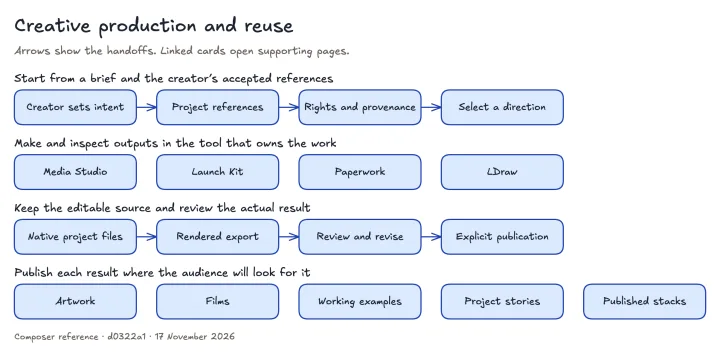 Creative production and reuse
Arrows show the handoffs. Linked cards open supporting pages.
Start from a brief and the creator's accepted references
Creator sets intent
Project references
Rights and provenance
Select a direction
Make and inspect outputs in the tool that owns the work
Media Studio
Launch Kit
Paperwork
LDraw
Keep the editable source and review the actual result
Native project files
Rendered export
Review and revise
Explicit publication
Publish each result where the audience will look for it
Artwork
Films
Working examples
Project stories
Published stacks
Composer reference · d0322a1 · 17 November 2026